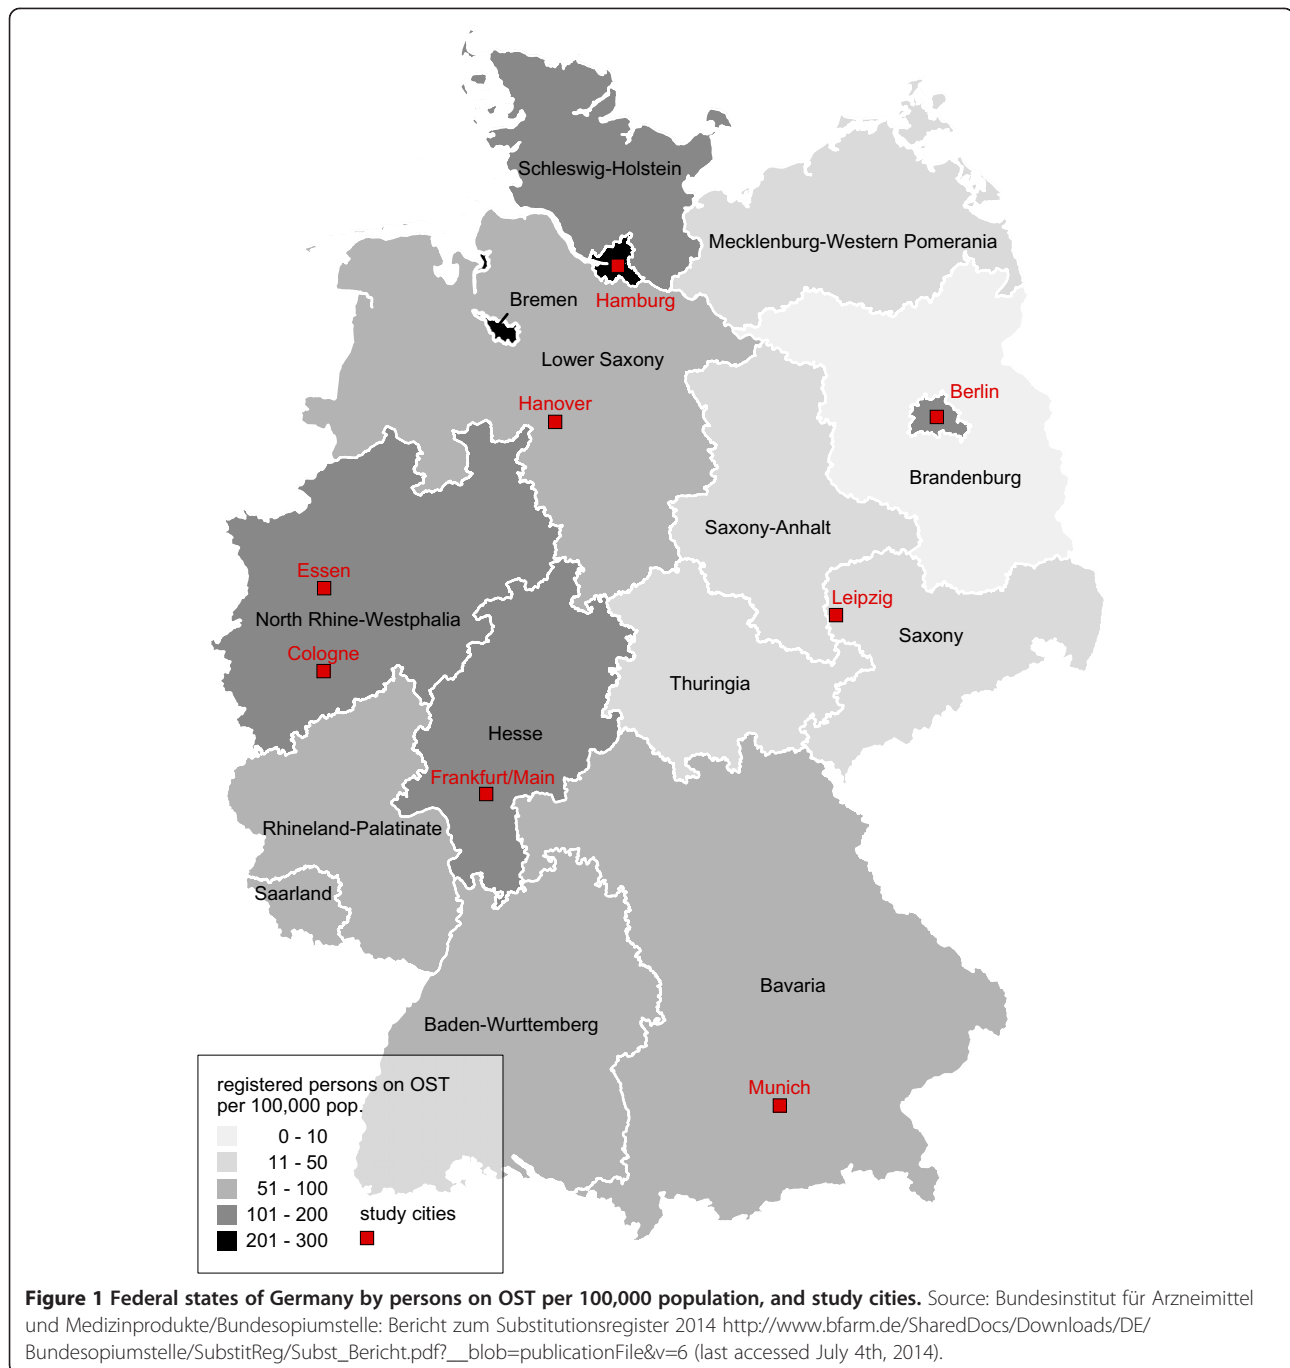 Schleswig-Holstein
Mecklenburg-Western Pomerania
Hamburg
Bremen
Lower Saxony
Berlin
Hanover
Brandenburg
Saxony-Anhalt
Essen
Leipzig
North Rhine-Westphalia
Saxony
Cologne
Thuringia
Hesse
Frankfurt/Main
Rhineland-Palatinate
Saarland
Bavaria
Baden-Wurttemberg
Munich
registered persons on OST
per 100,000 pop.
0 - 10
11 - 50
51 - 100
101 - 200
201 - 300
study cities
Figure 1 Federal states of Germany by persons on OST per 100,000 population, and study cities. Source: Bundesinstitut für Arzneimittel
und Medizinprodukte/Bundesopiumstelle: Bericht zum Substitutionsregister 2014 http://www.bfarm.de/SharedDocs/Downloads/DE/
Bundesopiumstelle/SubstitReg/Subst_Bericht.pdf?__blob=publicationFile&v=6 (last accessed July 4th, 2014).